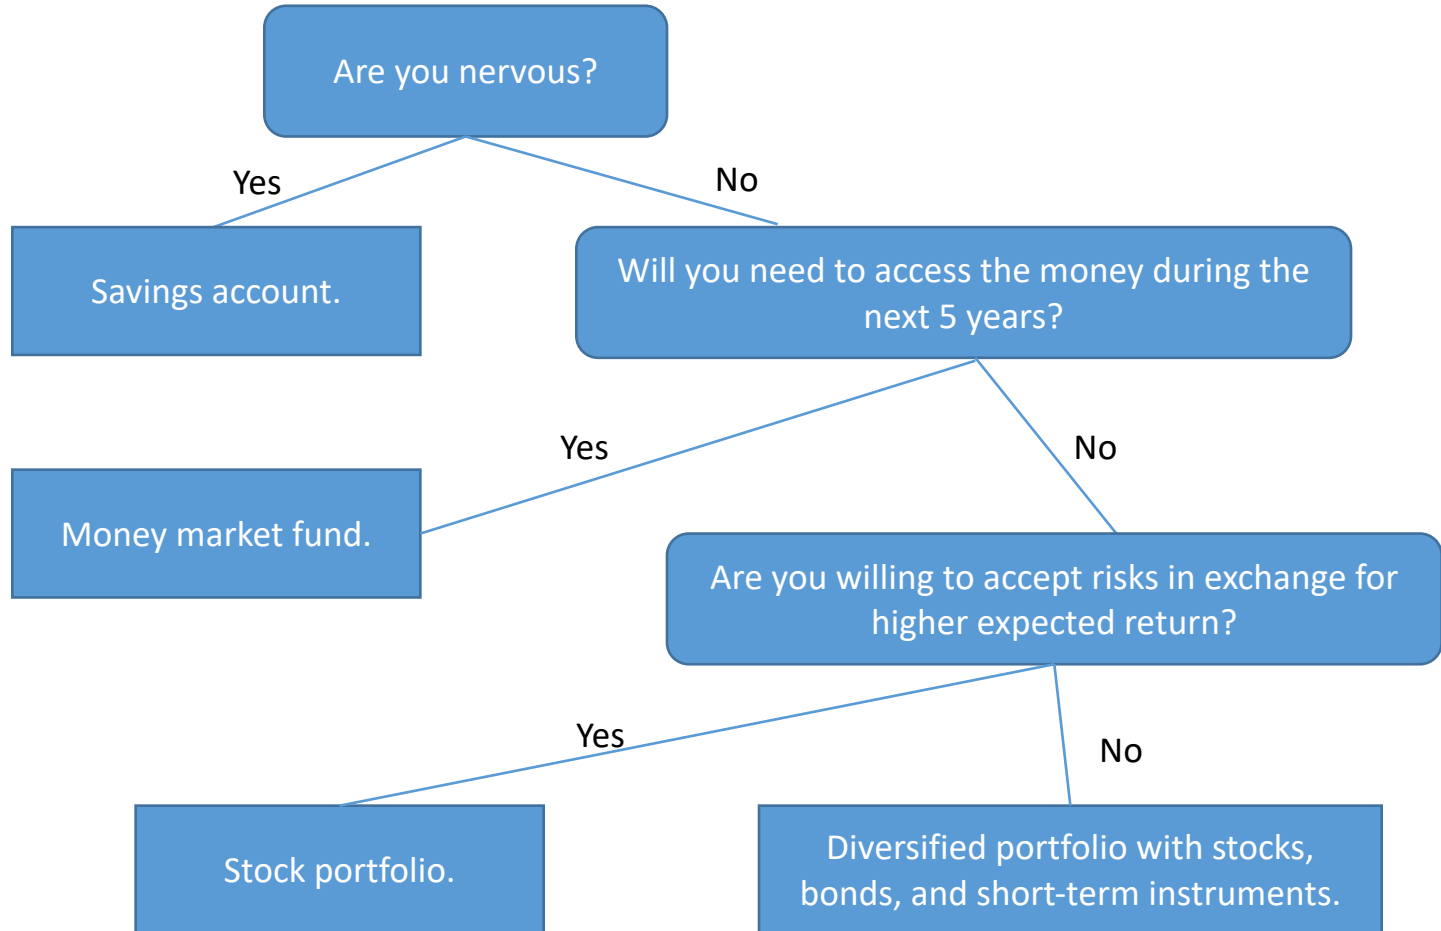 Are you nervous?
Yes
No
Savings account.
Will you need to access the money during the
next 5 years?
Yes
No
Money market fund.
Are you willing to accept risks in exchange for
higher expected return?
Yes
No
Stock portfolio.
Diversified portfolio with stocks,
bonds, and short-term instruments.